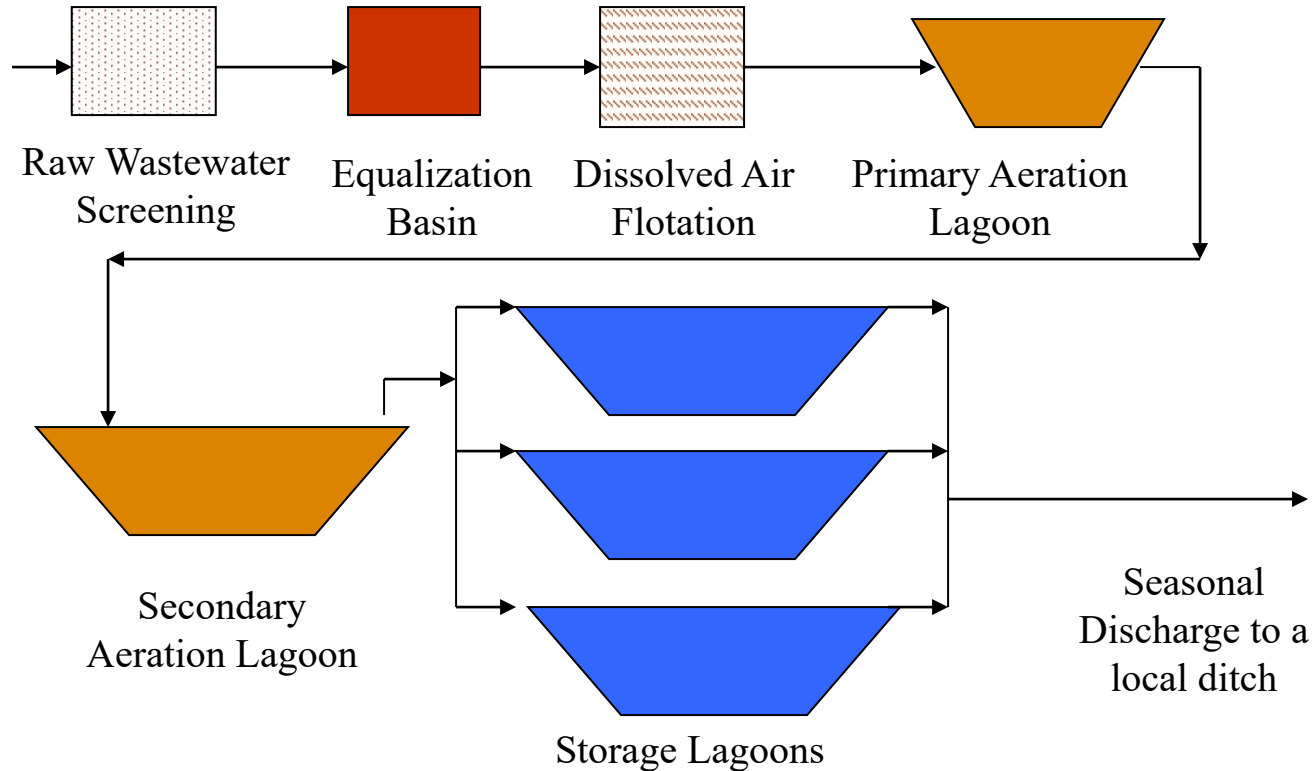 Raw Wastewater
Screening
Equalization
Basin
Dissolved Air
Flotation
Primary Aeration
Lagoon
Secondary
Aeration Lagoon
Storage Lagoons
Seasonal
Discharge to a
local ditch